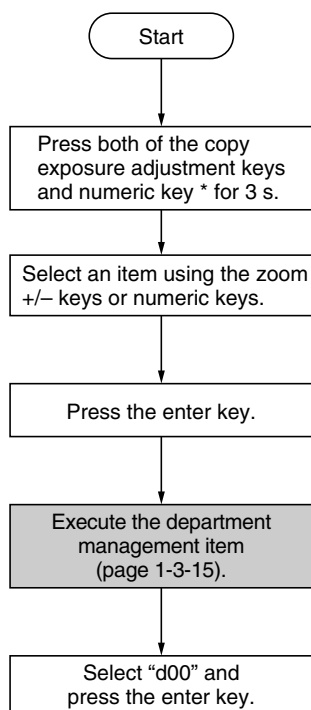 Start
Press both of the copy
exposure adjustment keys
and numeric key * for 3 s.
Select an item using the zoom
+/– keys or numeric keys.
Press the enter key.
Execute the department
management item
(page 1-3-15).
Select “d00” and
press the enter key.